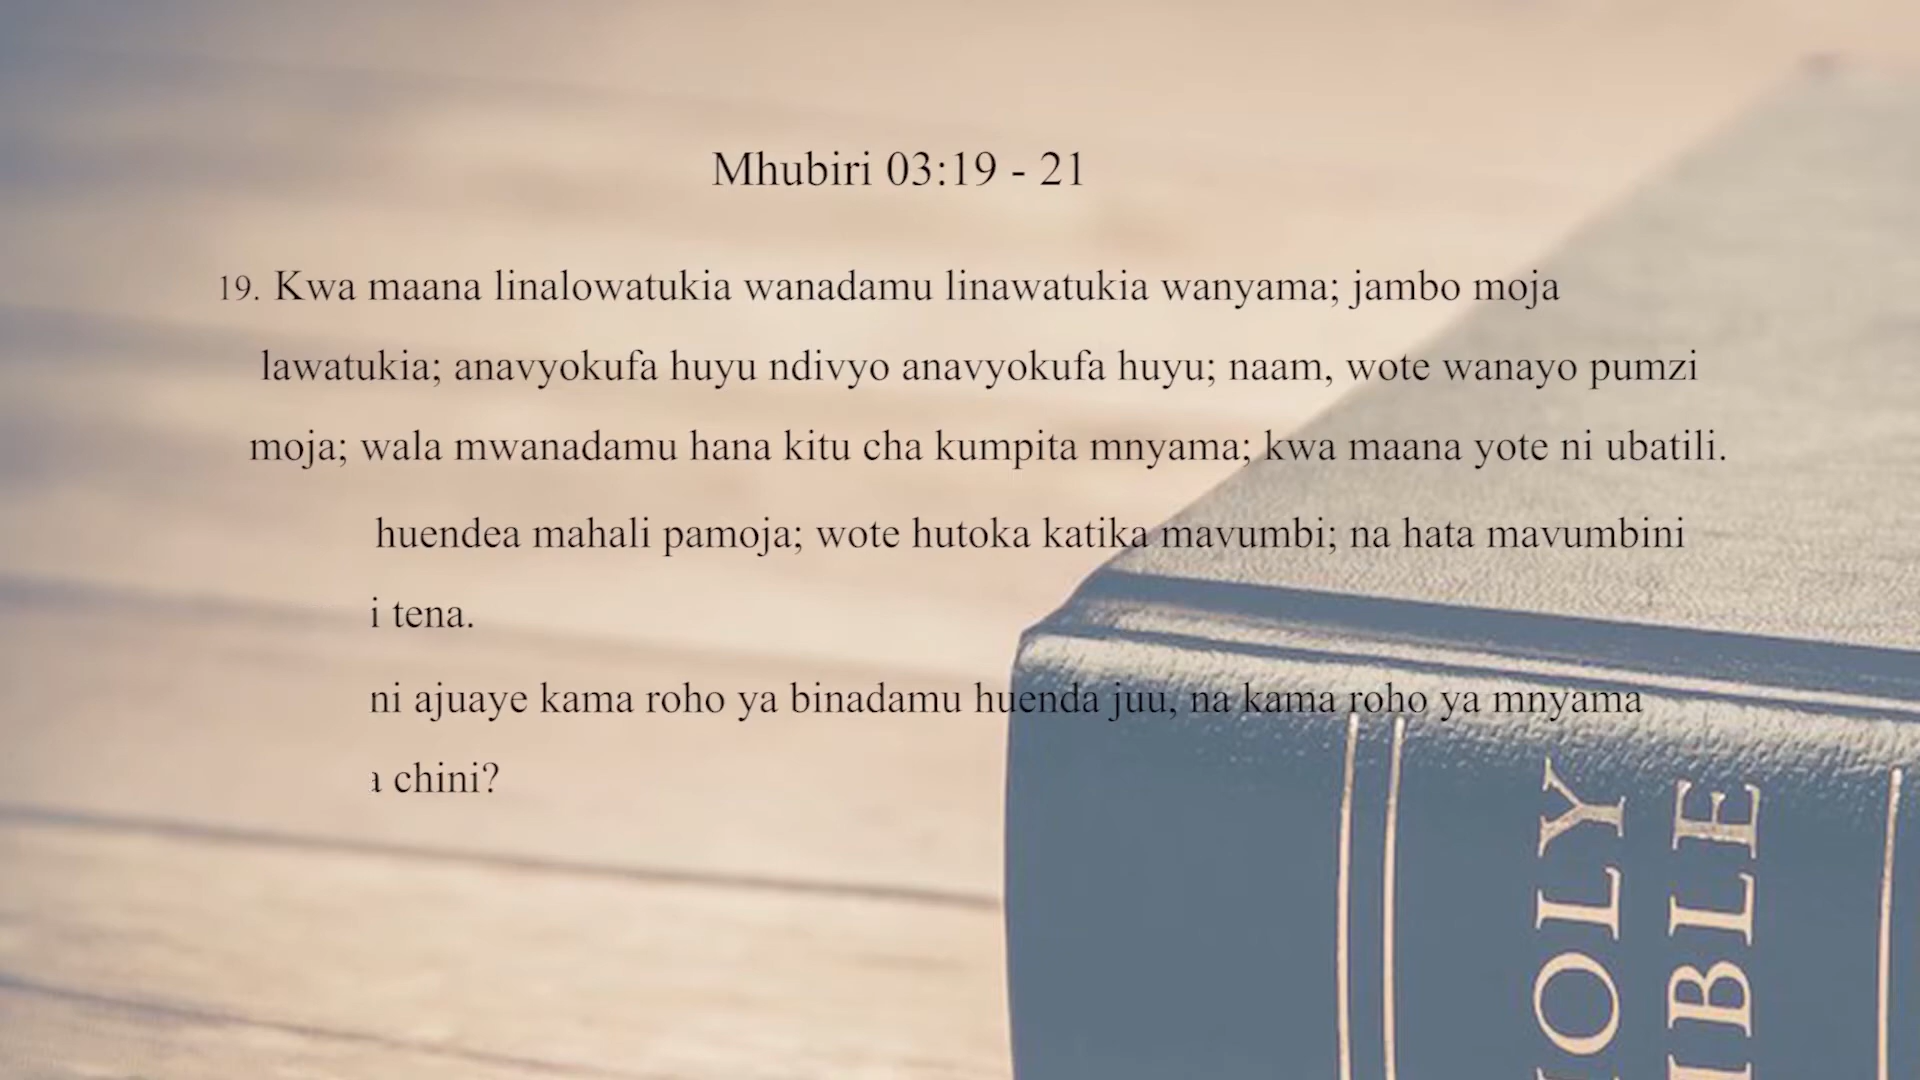 Mhubiri 03:19 - 21
19. Kwa maana linalowatukia wanadamu linawatukia wanyama; jambo moja
lawatukia; anavyokufa huyu ndivyo anavyokufa huyu; naam, wote wanayo pumzi
moja; wala mwanadamu hana kitu cha kumpita mnyama; kwa maana yote ni ubatili.
huendea mahali pamoja; wote hutoka katika mavumbi; na hata mavumbini
i tena.
ni ajuaye kama roho ya binadamu huenda juu, na kama roho ya mnyama
a chini?
HOLY
BIBLE